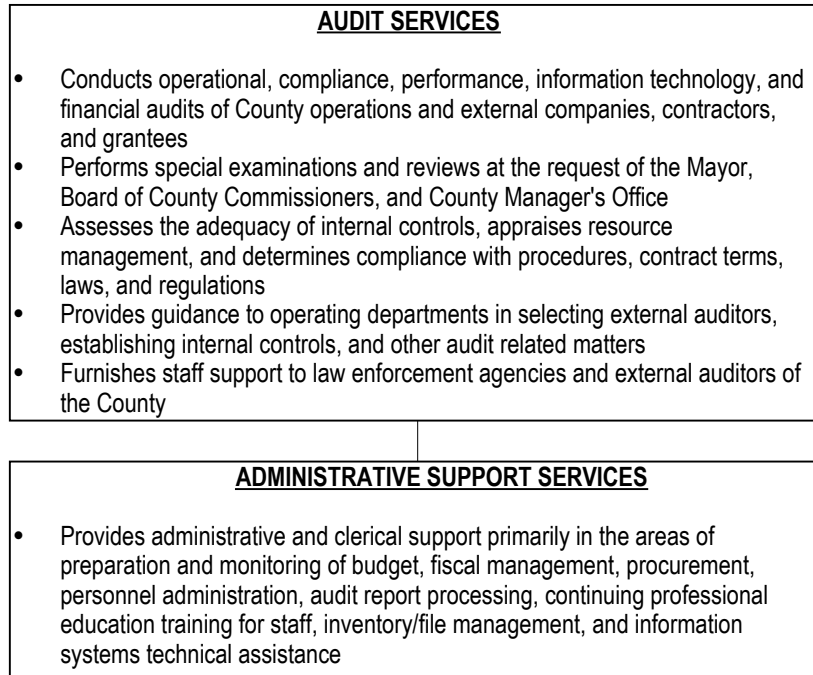 AUDIT SERVICES
• Conducts operational, compliance, performance, information technology, and
financial audits of County operations and external companies, contractors,
and grantees
• Performs special examinations and reviews at the request of the Mayor,
Board of County Commissioners, and County Manager's Office
• Assesses the adequacy of internal controls, appraises resource
management, and determines compliance with procedures, contract terms,
laws, and regulations
• Provides guidance to operating departments in selecting external auditors,
establishing internal controls, and other audit related matters
• Furnishes staff support to law enforcement agencies and external auditors of
the County
ADMINISTRATIVE SUPPORT SERVICES
• Provides administrative and clerical support primarily in the areas of
preparation and monitoring of budget, fiscal management, procurement,
personnel administration, audit report processing, continuing professional
education training for staff, inventory/file management, and information
systems technical assistance